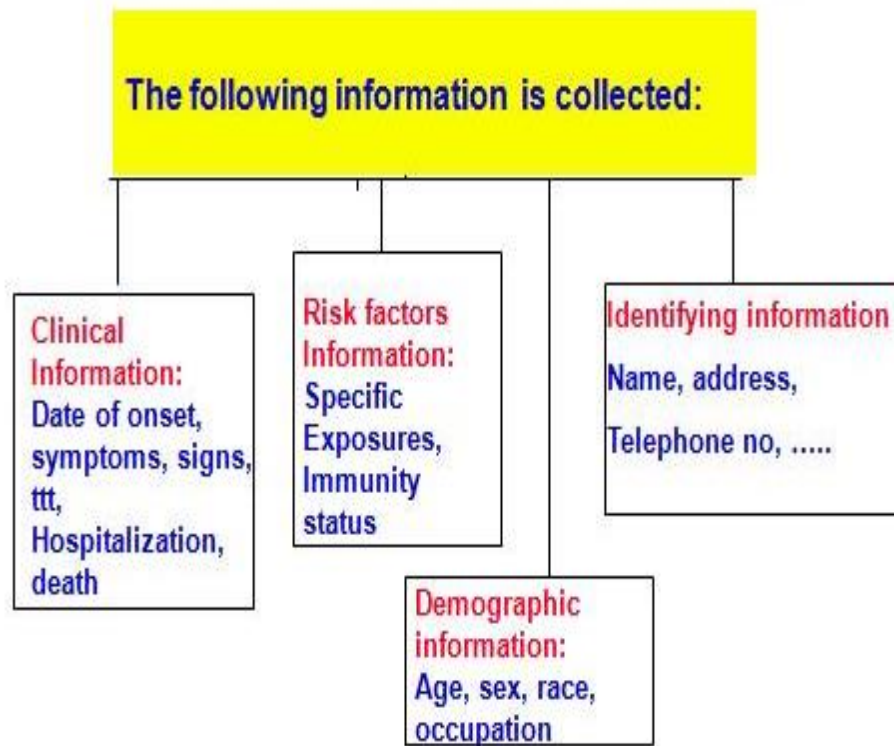 The following information is collected:
Clinical
Information:
Date of onset,
symptoms, signs,
ttt,
Hospitalization,
death
Risk factors
Information:
Specific
Exposures,
Immunity
status
Identifying information
Name, address,
Telephone no, .....
Demographic
information:
Age, sex, race,
occupation